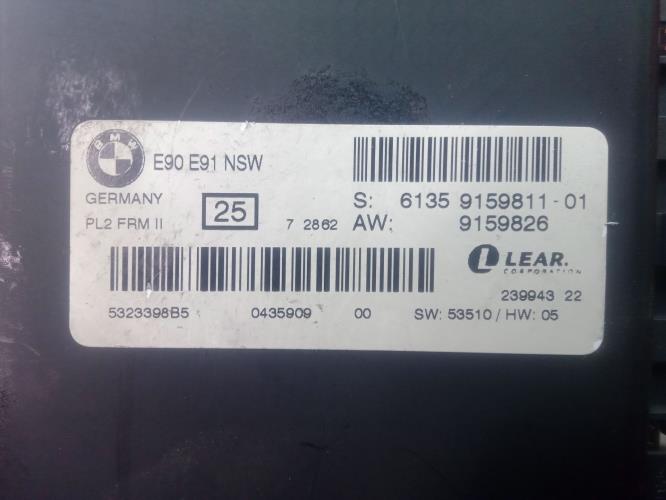 BMW
E90 E91 NSW
GERMANY
PL2 FRM II
25
7 2862
S: 6135 9159811-01
AW: 9159826
LEAR.
CORPORATION
239943 22
5323398B5 0435909 00 SW: 53510 / HW: 05